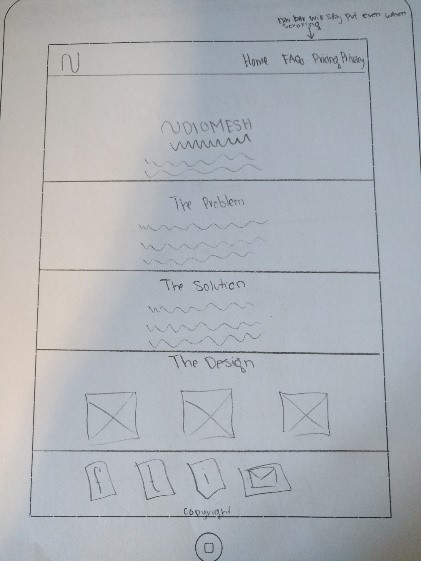 nav bar will stay put even when
scrolling
N
Home FAQs Pricing Privacy
NDIOMESH
The Problem
The Solution
The Design
f t i
Copyright